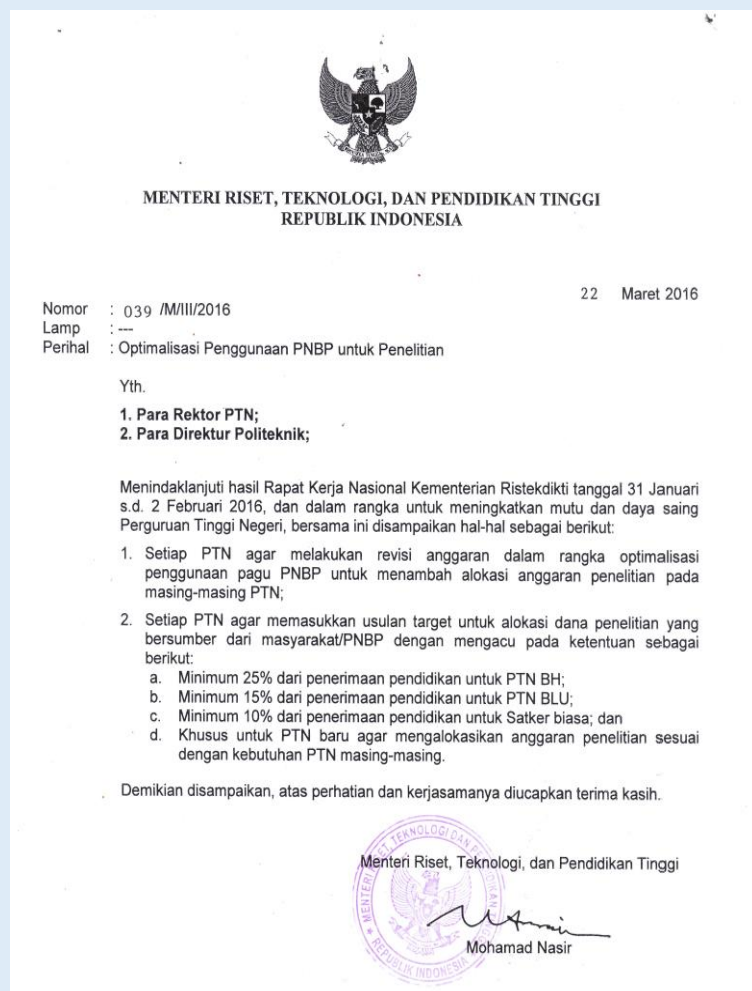 MENTERI RISET, TEKNOLOGI, DAN PENDIDIKAN TINGGI
REPUBLIK INDONESIA
22 Maret 2016
Nomor : 039 /M/III/2016
Lamp : ---
Perihal : Optimalisasi Penggunaan PNBP untuk Penelitian
Yth.
1. Para Rektor PTN;
2. Para Direktur Politeknik;
Menindaklanjuti hasil Rapat Kerja Nasional Kementerian Ristekdikti tanggal 31 Januari
s.d. 2 Februari 2016, dan dalam rangka untuk meningkatkan mutu dan daya saing
Perguruan Tinggi Negeri, bersama ini disampaikan hal-hal sebagai berikut:
1. Setiap PTN agar melakukan revisi anggaran dalam rangka optimalisasi
penggunaan pagu PNBP untuk menambah alokasi anggaran penelitian pada
masing-masing PTN;
2. Setiap PTN agar memasukkan usulan target untuk alokasi dana penelitian yang
bersumber dari masyarakat/PNBP dengan mengacu pada ketentuan sebagai
berikut:
a. Minimum 25% dari penerimaan pendidikan untuk PTN BH;
b. Minimum 15% dari penerimaan pendidikan untuk PTN BLU;
c. Minimum 10% dari penerimaan pendidikan untuk Satker biasa; dan
d. Khusus untuk PTN baru agar mengalokasikan anggaran penelitian sesuai
dengan kebutuhan PTN masing-masing.
Demikian disampaikan, atas perhatian dan kerjasamanya diucapkan terima kasih.
Menteri Riset, Teknologi, dan Pendidikan Tinggi
MENTERI RISET, TEKNOLOGI DAN PENDIDIKAN
REPUBLIK INDONESIA
Mohamad Nasir